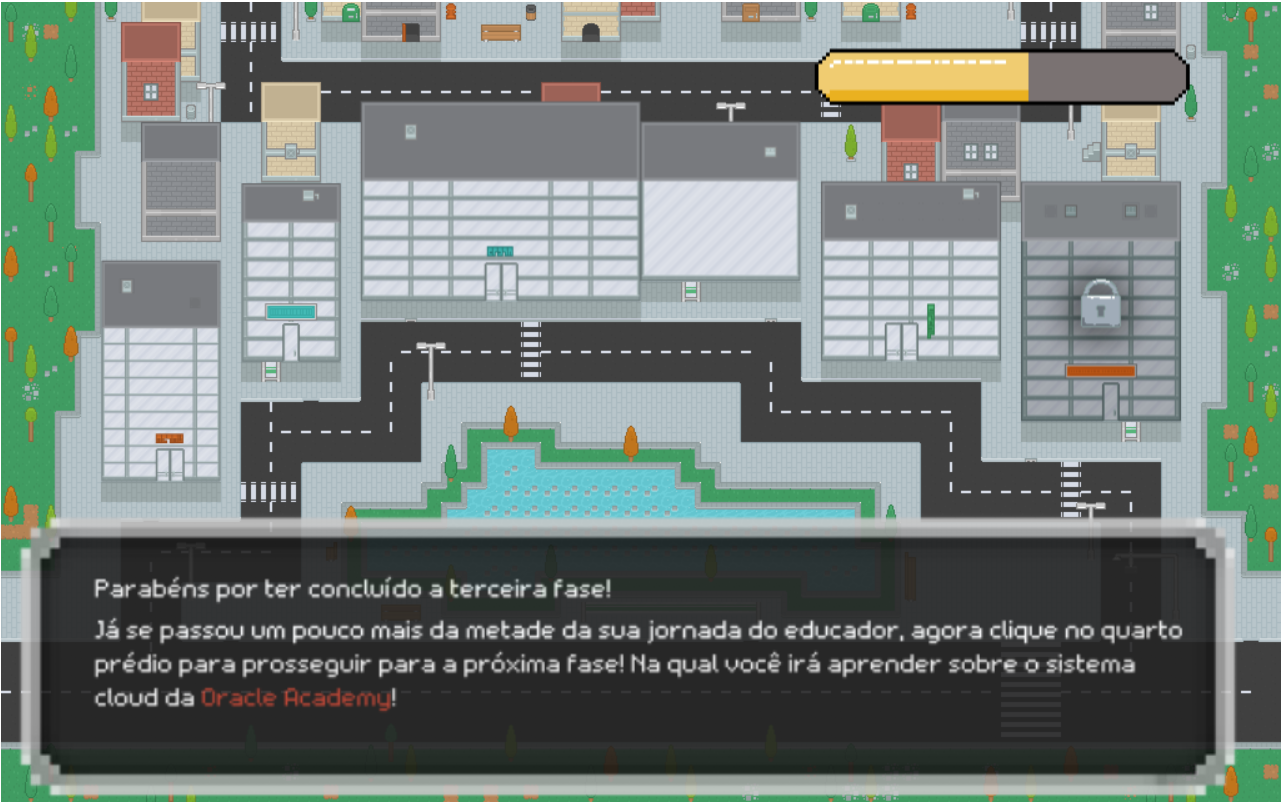 Parabéns por ter concluído a terceira fase!
Já se passou um pouco mais da metade da sua jornada do educador, agora clique no quarto
prédio para prosseguir para a próxima fase! Na qual você irá aprender sobre o sistema
cloud da Oracle Academy!